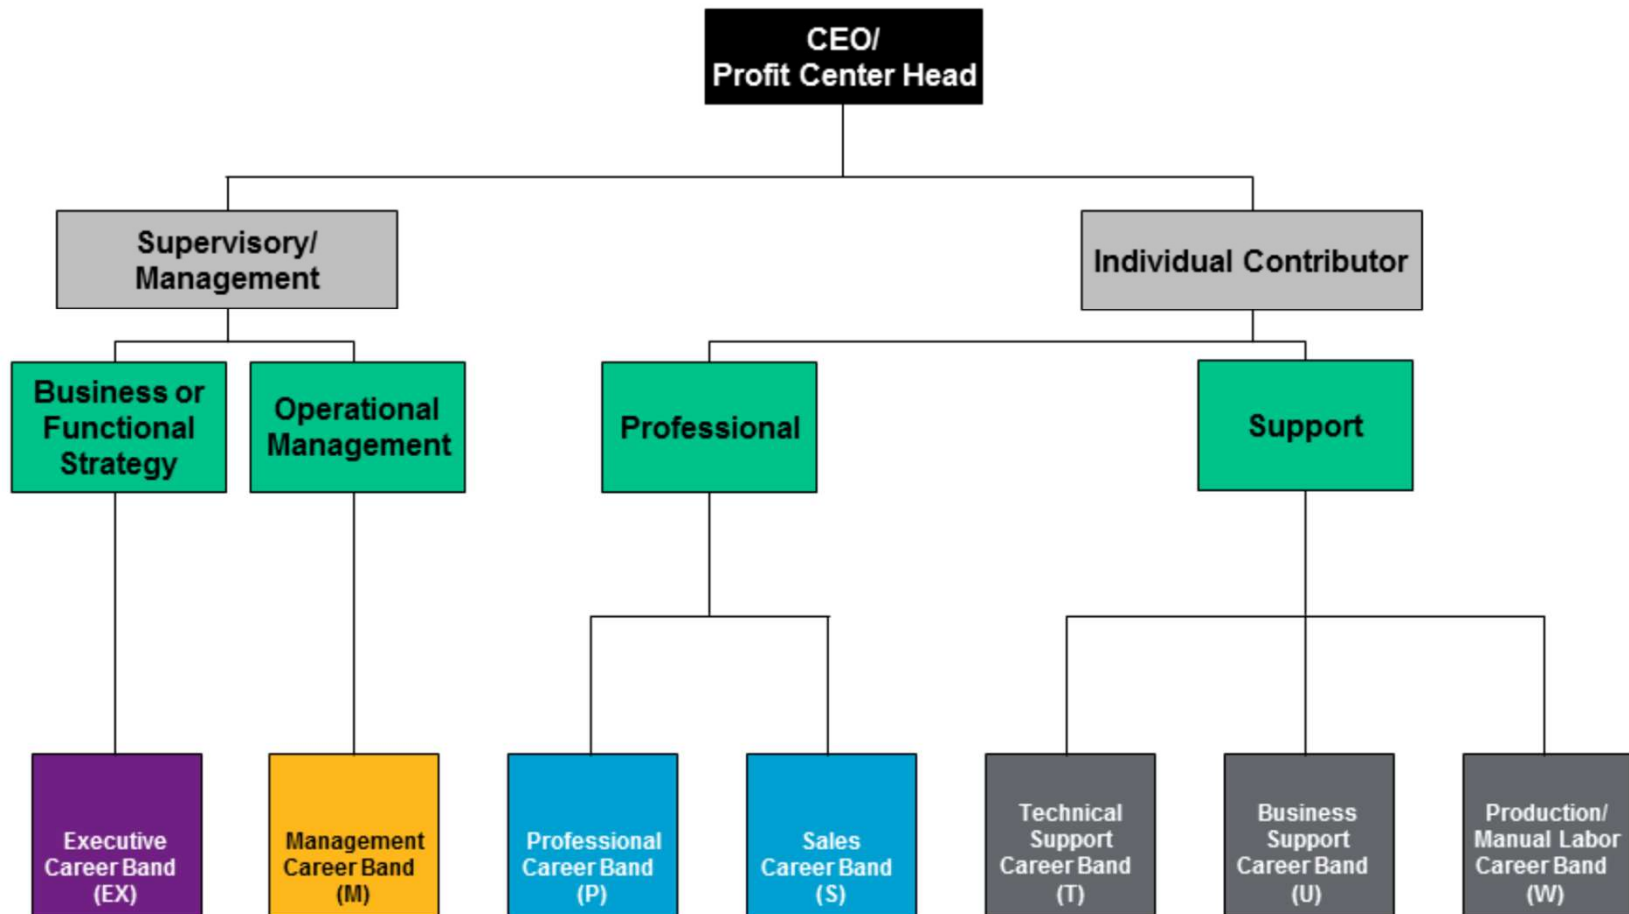 CEO/
Profit Center Head
Supervisory/
Management
Individual Contributor
Business or
Functional
Strategy
Operational
Management
Professional
Support
Executive
Career Band
(EX)
Management
Career Band
(M)
Professional
Career Band
(P)
Sales
Career Band
(S)
Technical
Support
Career Band
(T)
Business
Support
Career Band
(U)
Production/
Manual Labor
Career Band
(W)